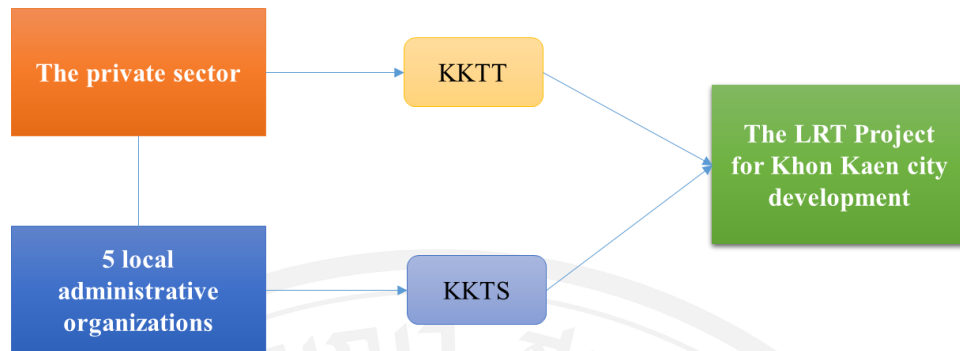 The private sector
KKTT
The LRT Project
for Khon Kaen city
development
5 local
administrative
organizations
KKTS